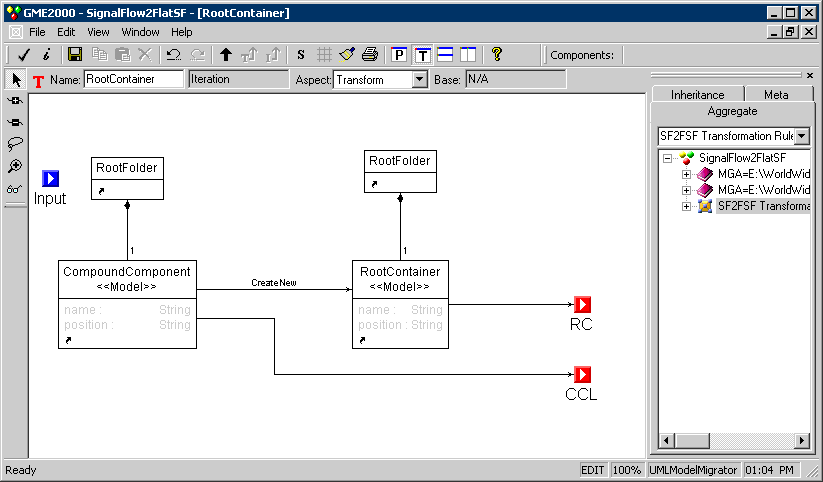 GME2000 - SignalFlow2FlatSF - [RootContainer]
File Edit View Window Help
i S P T ?
Components:
T Name: RootContainer Iteration Aspect: Transform Base: N/A
Inheritance Meta
Aggregate
SF2FSF Transformation Rule
SignalFlow2FlatSF
MGA=E:\WorldWid
MGA=E:\WorldWid
SF2FSF Transforma
Input
RootFolder
RootFolder
1
1
CompoundComponent
<<Model>>
name : String
position : String
CreateNew
RootContainer
<<Model>>
name : String
position : String
RC
CCL
Ready EDIT 100% UMLModelMigrator 01:04 PM